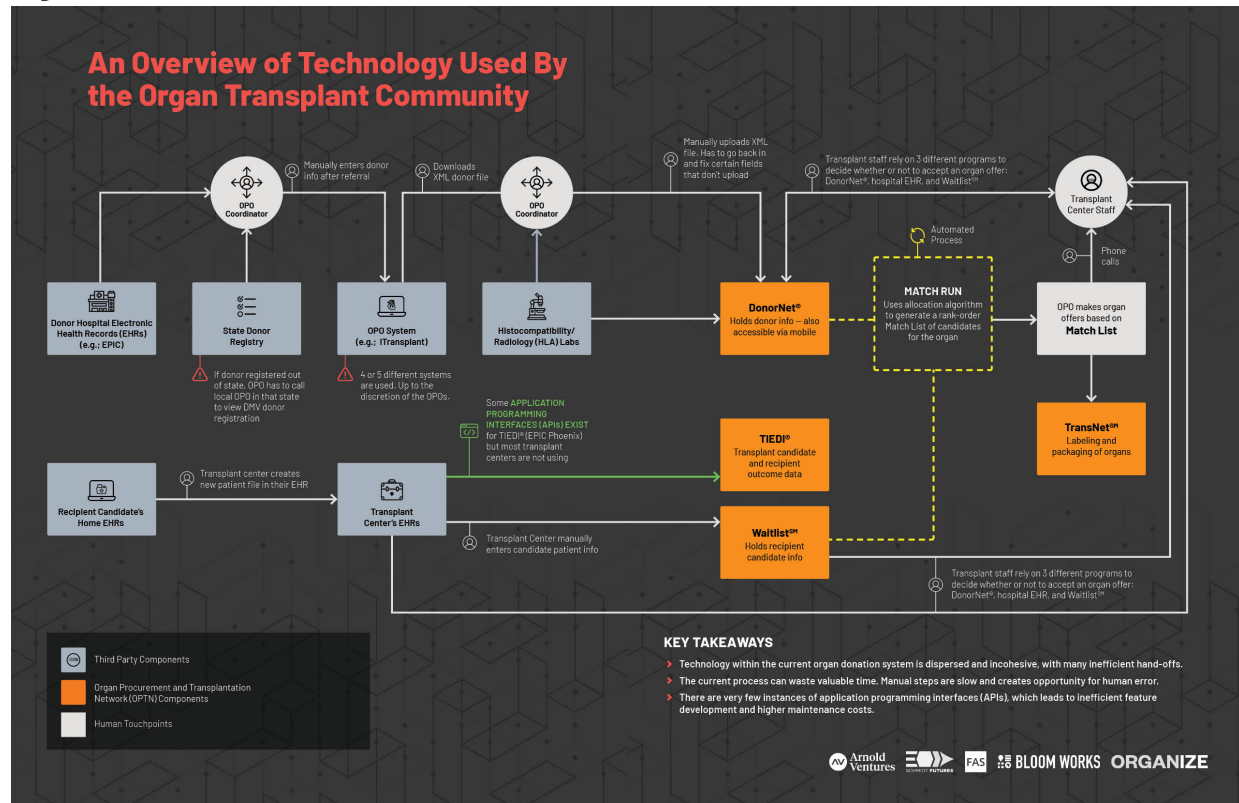 An Overview of Technology Used By
the Organ Transplant Community
OPO
Coordinator
Manually enters donor
info after referral
Downloads
XML donor file
OPO
Coordinator
Manually uploads XML
file. Has to go back in
and fix certain fields
that don't upload
Transplant staff rely on 3 different programs to
decide whether or not to accept an organ offer:
DonorNet®, hospital EHR, and Waitlist℠
Transplant
Center Staff
Automated
Process
Phone
calls
Donor Hospital Electronic
Health Records (EHRs)
(e.g.; EPIC)
State Donor
Registry
OPO System
(e.g.; ITransplant)
Histocompatibility/
Radiology (HLA) Labs
DonorNet®
Holds donor info — also
accessible via mobile
MATCH RUN
Uses allocation algorithm
to generate a rank-order
Match List of candidates
for the organ
OPO makes organ
offers based on
Match List
If donor registered out
of state, OPO has to call
local OPO in that state
to view DMV donor
registration
4 or 5 different systems
are used. Up to the
discretion of the OPOs.
Some APPLICATION
PROGRAMMING
INTERFACES (APIs) EXIST
for TIEDI® (EPIC Phoenix)
but most transplant
centers are not using
TIEDI®
Transplant candidate
and recipient
outcome data
TransNet℠
Labeling and
packaging of organs
Recipient Candidate's
Home EHRs
Transplant center creates
new patient file in their EHR
Transplant
Center's EHRs
Transplant Center manually
enters candidate patient info
Waitlist℠
Holds recipient
candidate info
Transplant staff rely on 3 different programs to
decide whether or not to accept an organ offer:
DonorNet®, hospital EHR, and Waitlist℠
ICON
Third Party Components
Organ Procurement and Transplantation
Network (OPTN) Components
Human Touchpoints
KEY TAKEAWAYS
Technology within the current organ donation system is dispersed and incohesive, with many inefficient hand-offs.
The current process can waste valuable time. Manual steps are slow and creates opportunity for human error.
There are very few instances of application programming interfaces (APIs), which leads to inefficient feature
development and higher maintenance costs.
AV Arnold
Ventures
SCHMIDT FUTURES
FAS
BLOOM WORKS
ORGANIZE